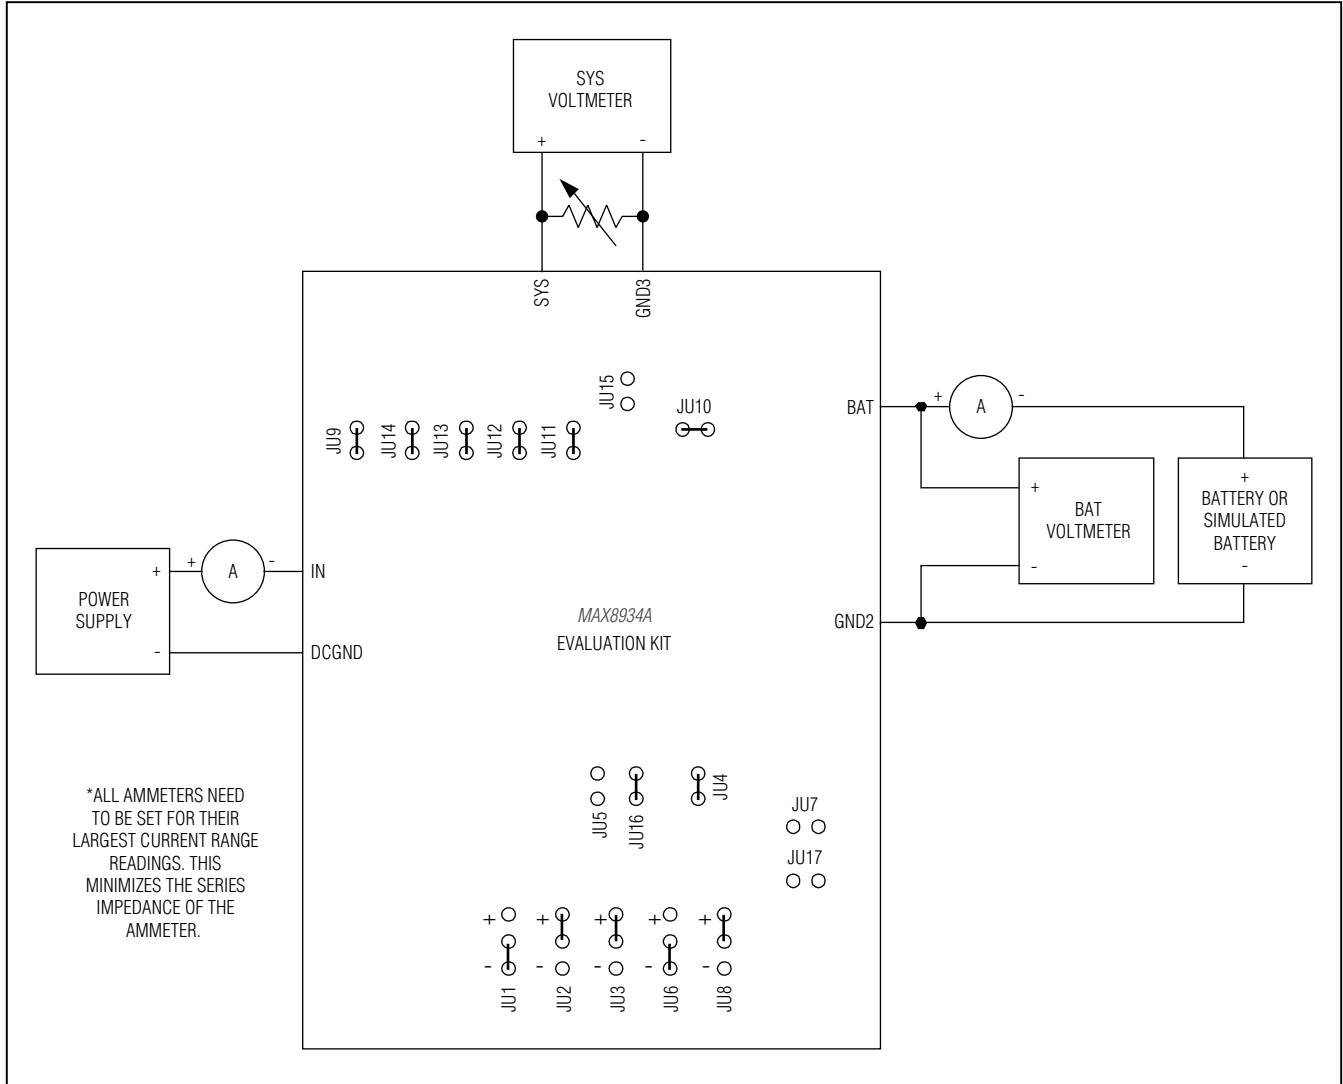 SYS
VOLTMETER
+ -
SYS
GND3
JU15
JU10
JU9
JU14
JU13
JU12
JU11
BAT
+ A -
+
BAT
VOLTMETER
-
+
BATTERY OR
SIMULATED
BATTERY
-
POWER
SUPPLY
+
-
+ A -
IN
DCGND
MAX8934A
EVALUATION KIT
GND2
*ALL AMMETERS NEED
TO BE SET FOR THEIR
LARGEST CURRENT RANGE
READINGS. THIS
MINIMIZES THE SERIES
IMPEDANCE OF THE
AMMETER.
JU5
JU16
JU4
JU7
JU17
+ + + + +
- - - - -
JU1
JU2
JU3
JU6
JU8